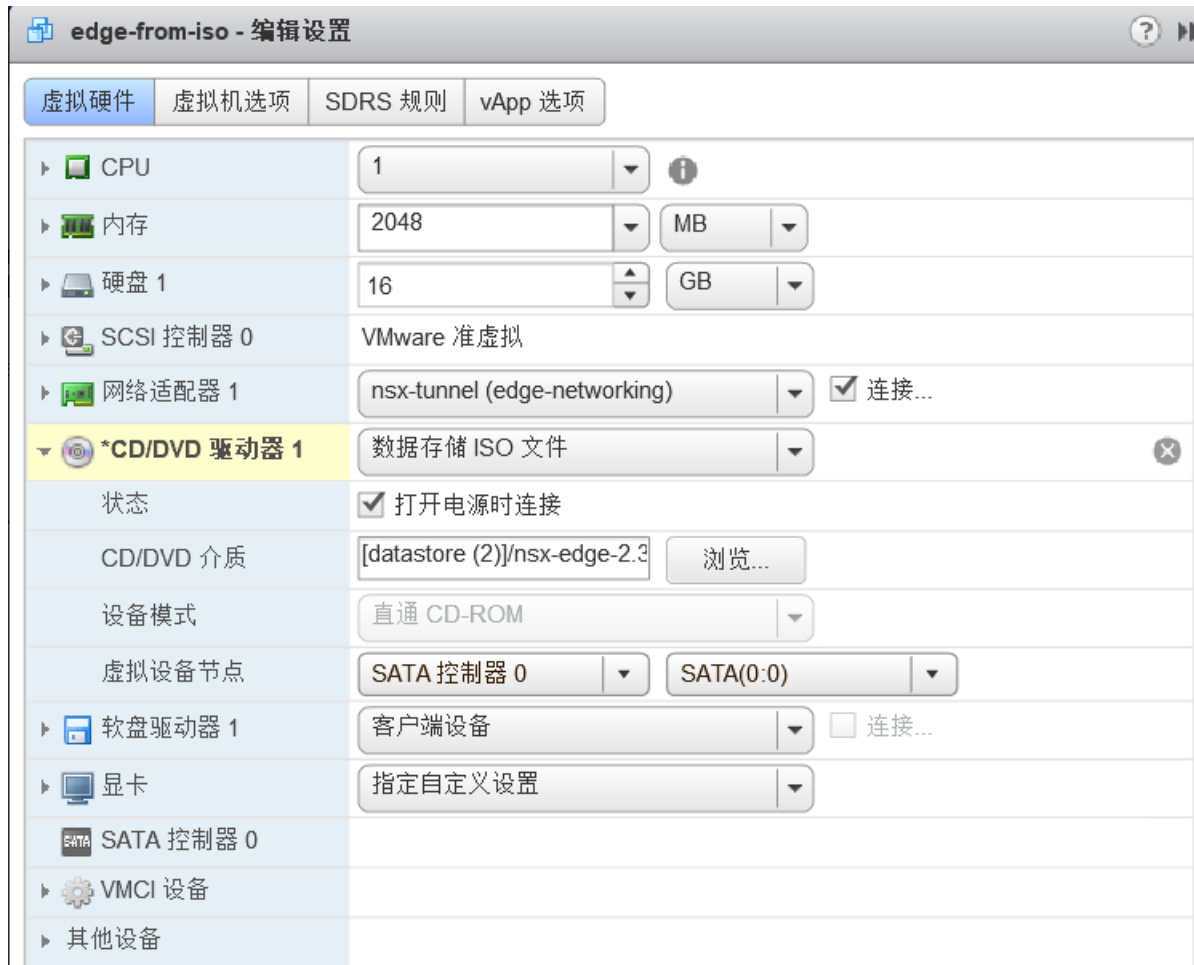 edge-from-iso - 编辑设置
虚拟硬件 虚拟机选项 SDRS 规则 vApp 选项
CPU 1
内存 2048 MB
硬盘 1 16 GB
SCSI 控制器 0 VMware 准虚拟
网络适配器 1 nsx-tunnel (edge-networking) 连接...
*CD/DVD 驱动器 1 数据存储 ISO 文件
状态 打开电源时连接
CD/DVD 介质 [datastore (2)]/nsx-edge-2.3 浏览...
设备模式 直通 CD-ROM
虚拟设备节点 SATA 控制器 0 SATA(0:0)
软盘驱动器 1 客户端设备 连接...
显卡 指定自定义设置
SATA SATA 控制器 0
VMCI 设备
其他设备